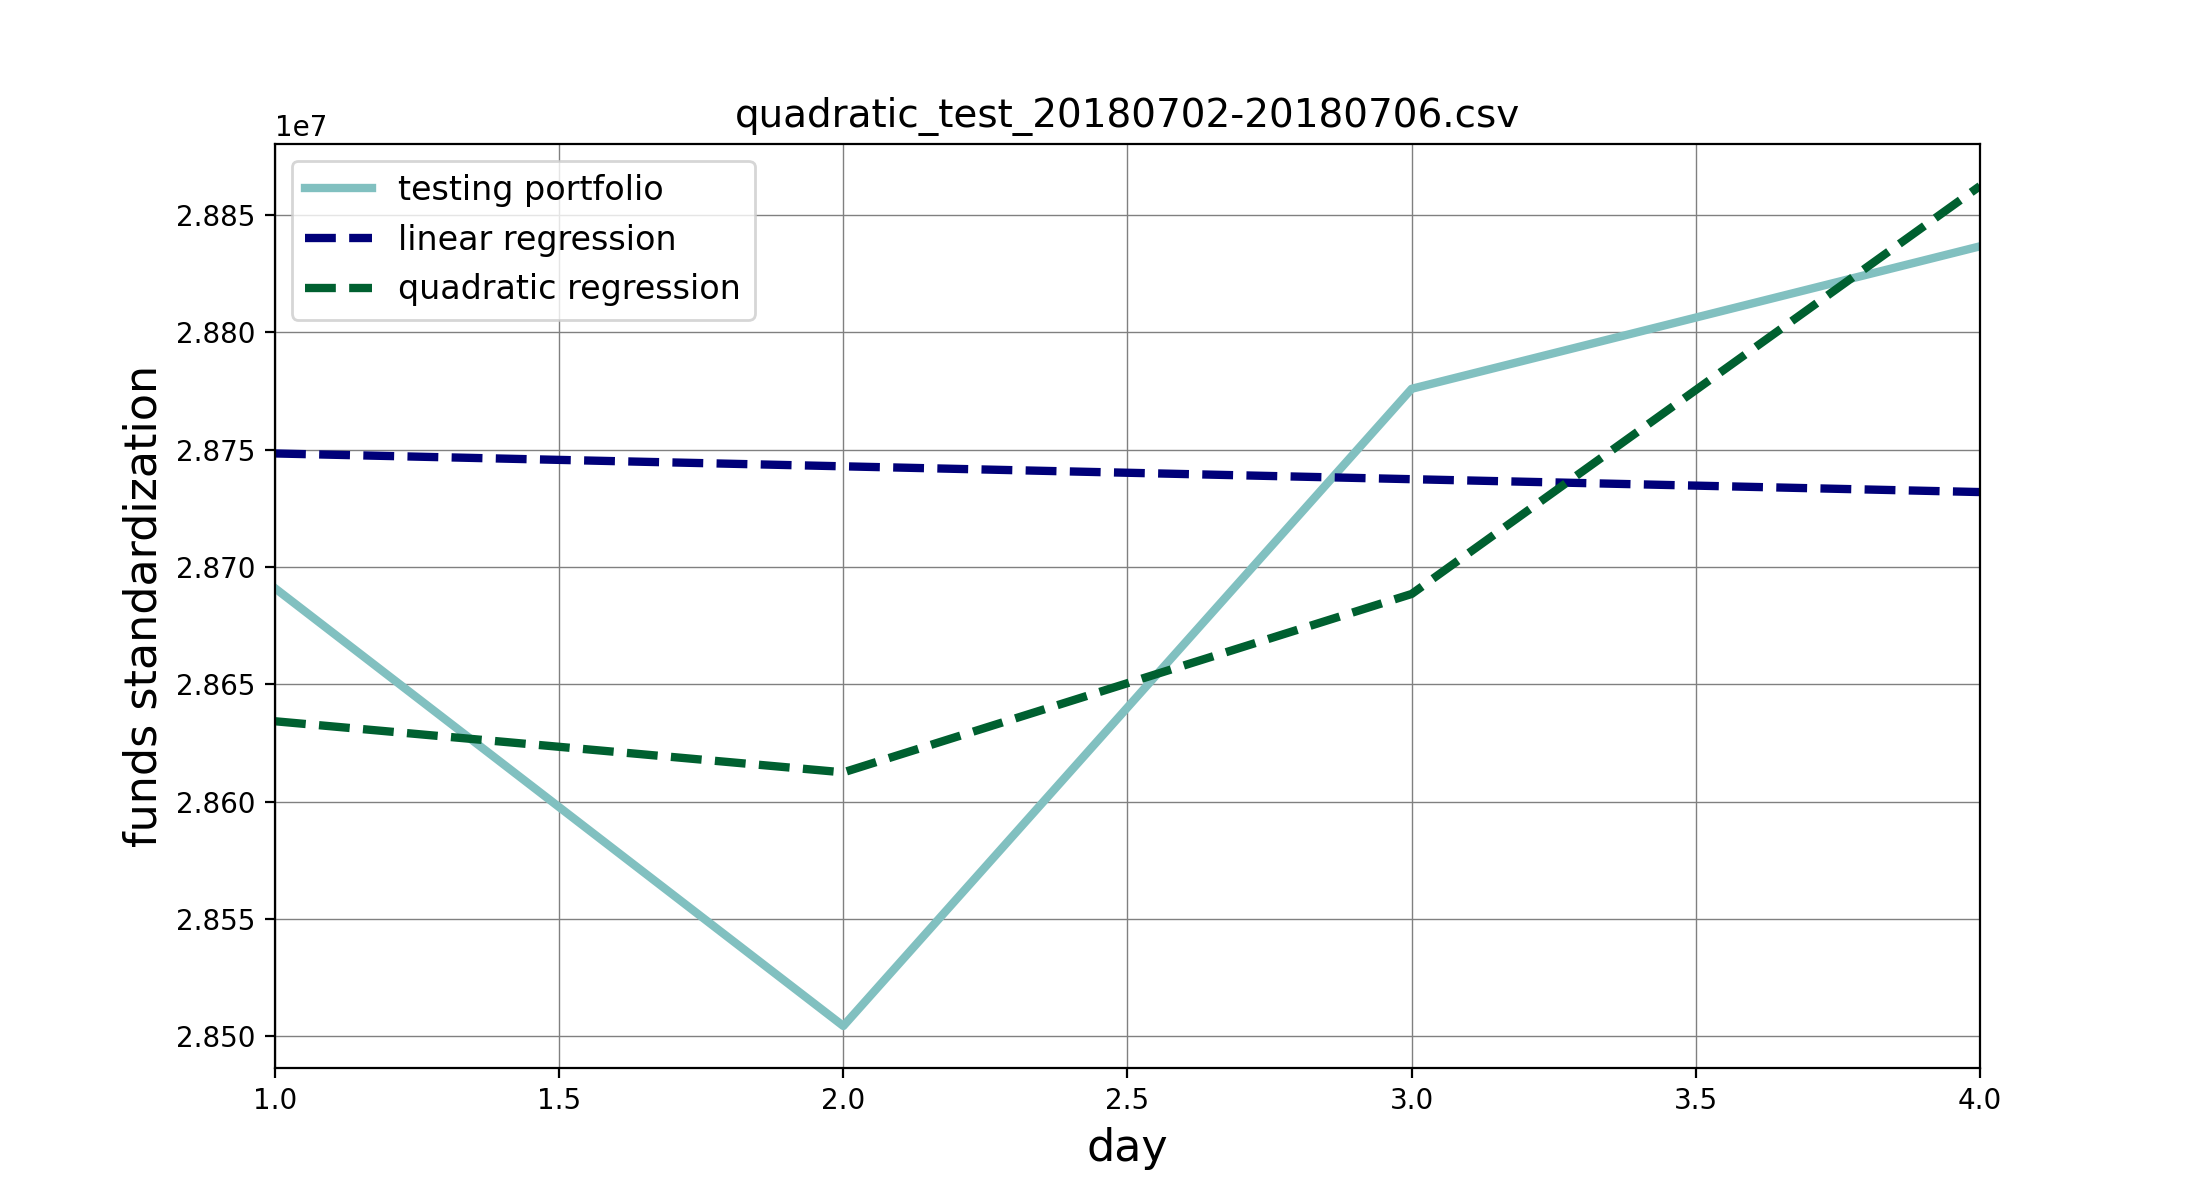 quadratic_test_20180702-20180706.csv
1e7
testing portfolio
linear regression
quadratic regression
2.885
2.880
2.875
2.870
2.865
2.860
2.855
2.850
funds standardization
1.0 1.5 2.0 2.5 3.0 3.5 4.0
day